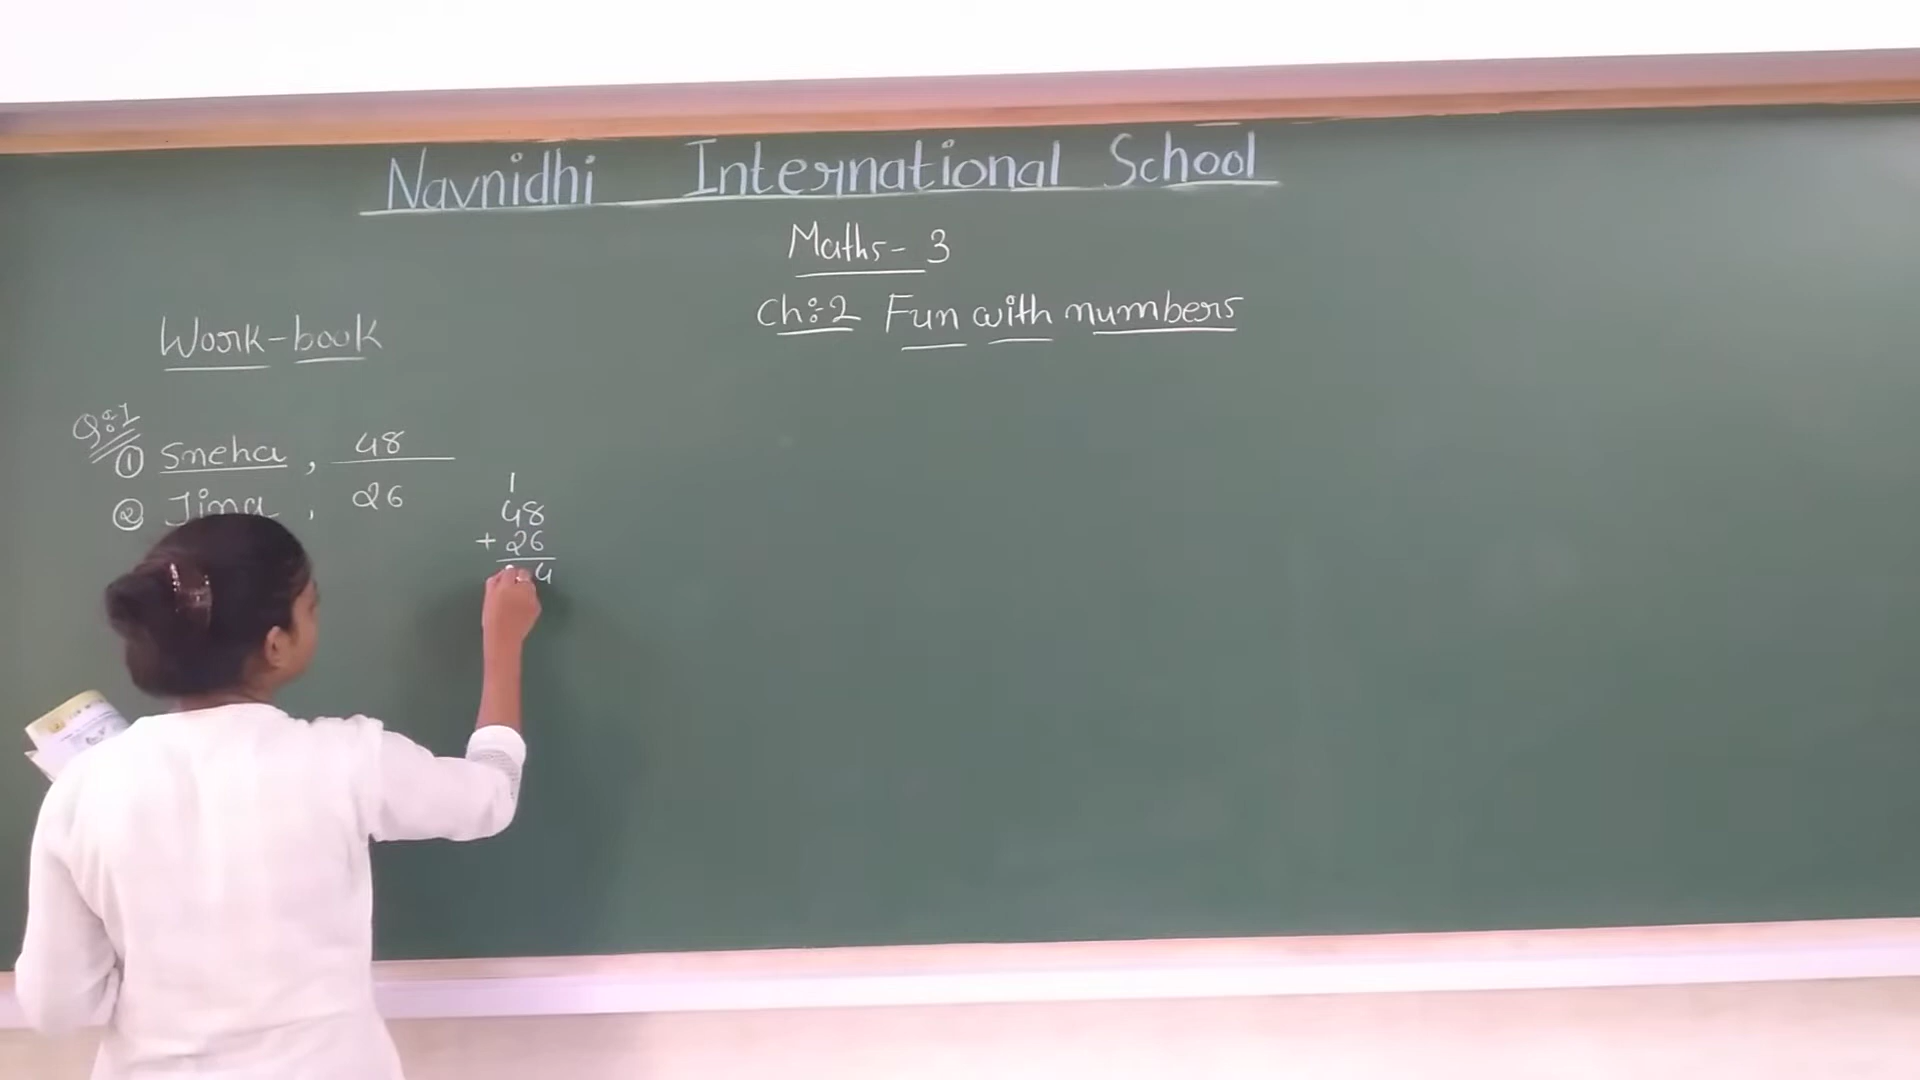 Navnidhi International School
Maths- 3
Ch:2 Fun with numbers
Work-book
Q:1
① Sneha, 48
② Jima, 26
1
48
+ 26
4